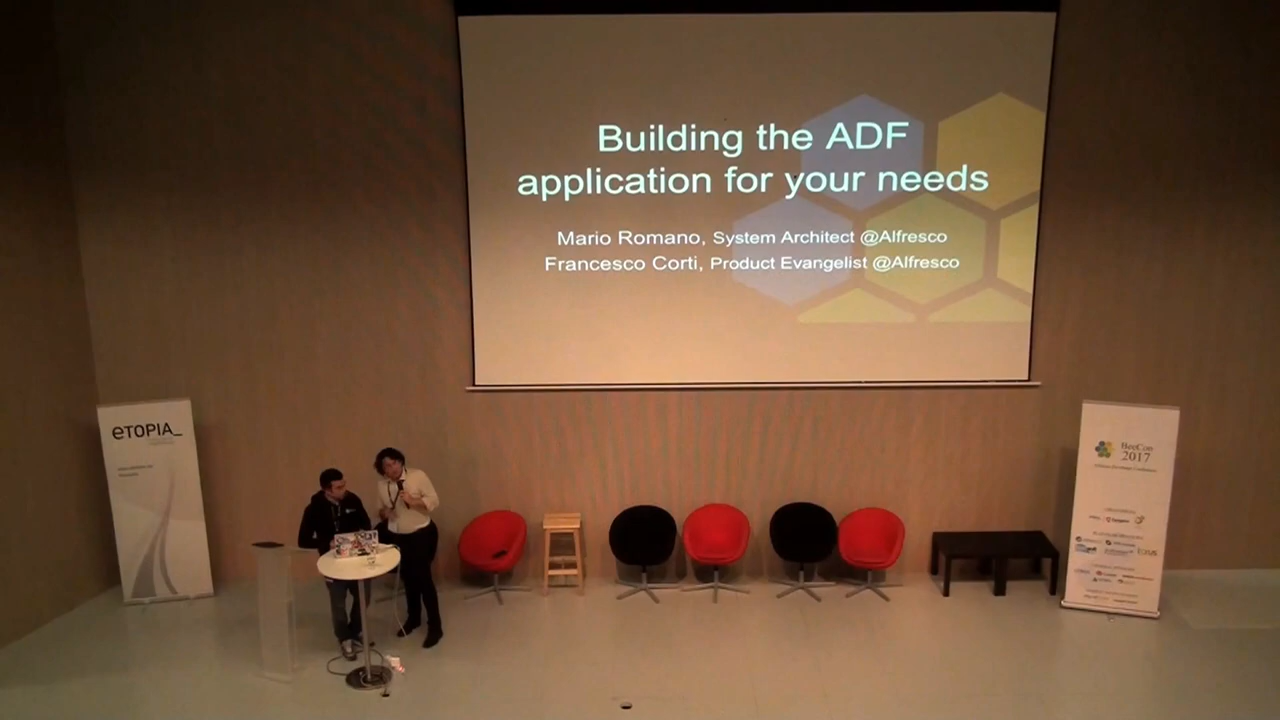 Building the ADF
application for your needs
Mario Romano, System Architect @Alfresco
Francesco Corti, Product Evangelist @Alfresco
eTOPIA_
BeeCon
2017